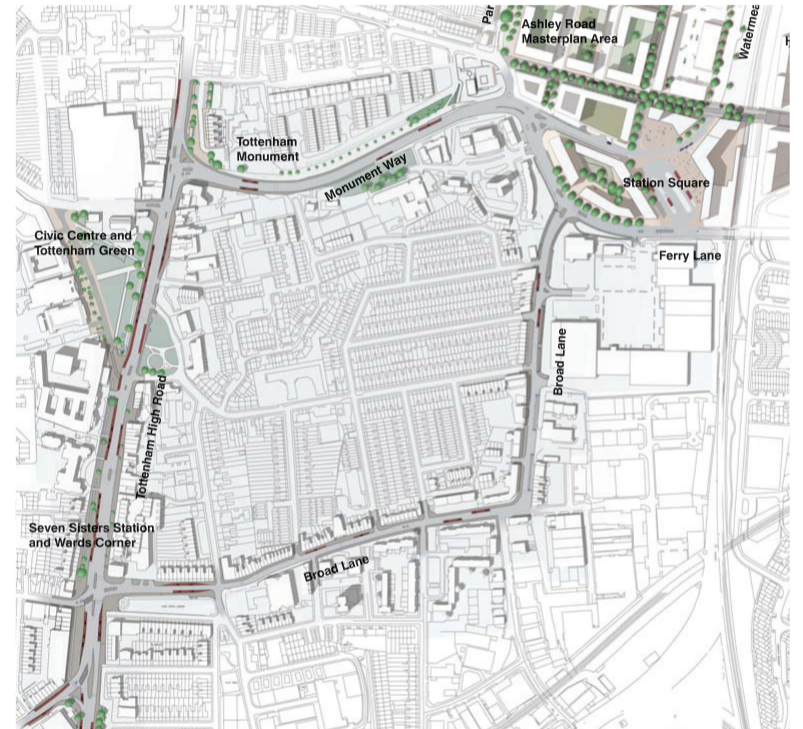 Ashley Road
Masterplan Area
Tottenham
Monument
Monument Way
Station Square
Civic Centre and
Tottenham Green
Ferry Lane
Broad Lane
Tottenham High Road
Seven Sisters Station
and Wards Corner
Broad Lane